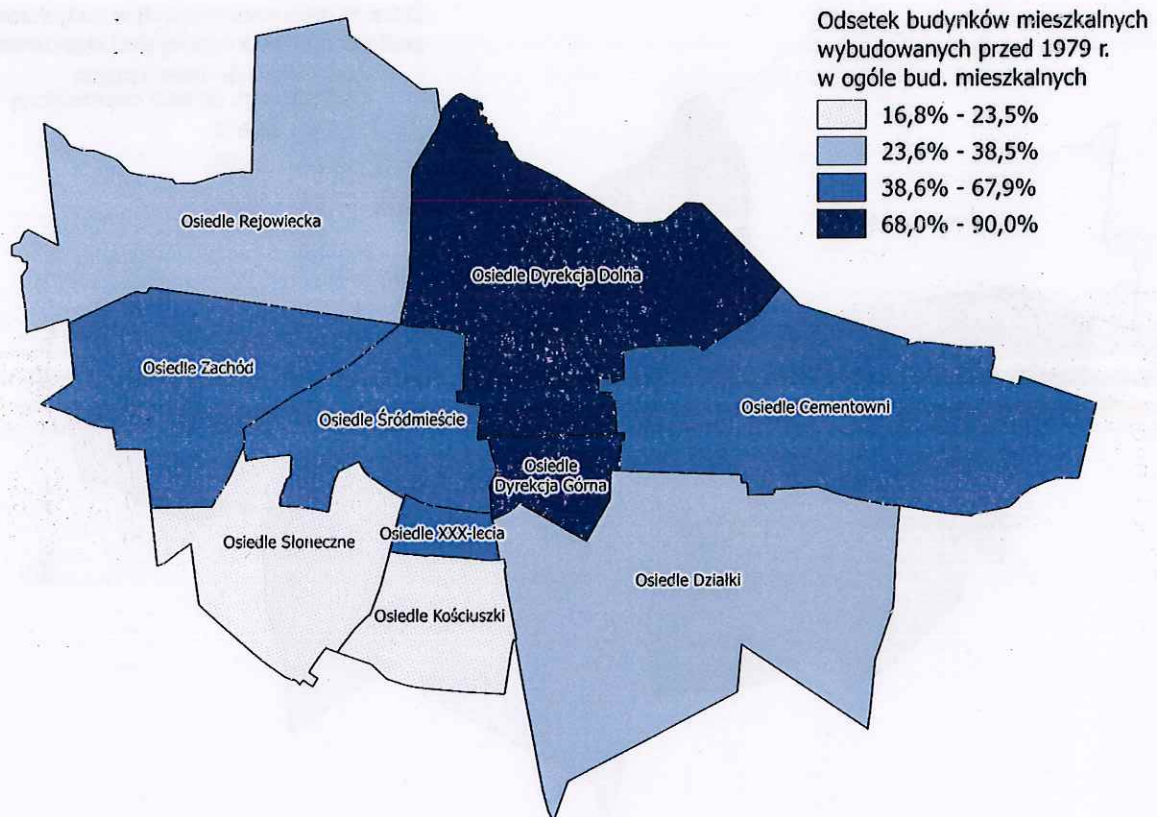 Odsetek budynków mieszkalnych
wybudowanych przed 1979 r.
w ogóle bud. mieszkalnych
16,8% - 23,5%
23,6% - 38,5%
38,6% - 67,9%
68,0% - 90,0%
Osiedle Rejowiecka
Osiedle Dyrekcja Dolna
Osiedle Zachód
Osiedle Śródmieście
Osiedle Cementowni
Osiedle
Dyrekcja Górna
Osiedle XXX-lecia
Osiedle Słoneczne
Osiedle Działki
Osiedle Kościuszki